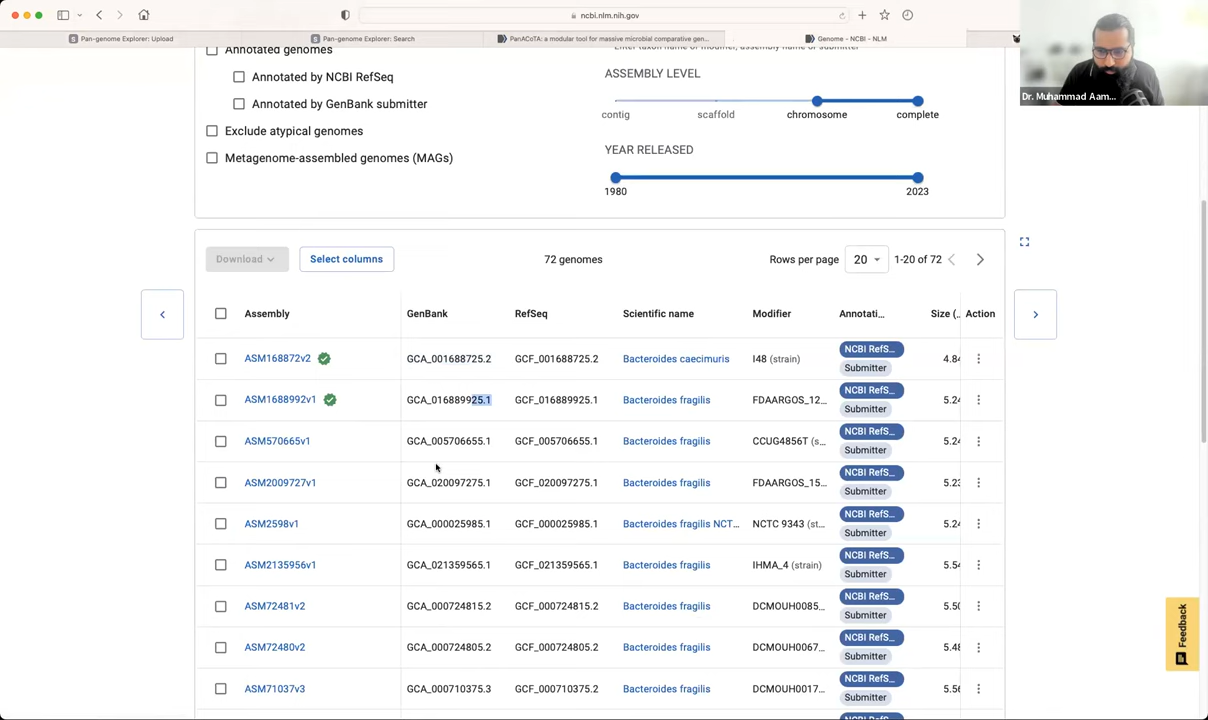 ncbi.nlm.nih.gov
Pan-genome Explorer: Upload
Pan-genome Explorer: Search
PanACoTA: a modular tool for massive microbial comparative gen...
Genome - NCBI - NLM
Dr. Muhammad Aam...
Annotated genomes
Enter taxon name or modifier, assembly name or submitter
Annotated by NCBI RefSeq
Annotated by GenBank submitter
Exclude atypical genomes
Metagenome-assembled genomes (MAGs)
ASSEMBLY LEVEL
contig scaffold chromosome complete
YEAR RELEASED
1980 2023
Download Select columns 72 genomes Rows per page 20 1-20 of 72
Assembly GenBank RefSeq Scientific name Modifier Annotati... Size (.. Action
ASM168872v2 GCA_001688725.2 GCF_001688725.2 Bacteroides caecimuris I48 (strain) NCBI RefS... Submitter 4.84
ASM1688992v1 GCA_016889925.1 GCF_016889925.1 Bacteroides fragilis FDAARGOS_12... NCBI RefS... Submitter 5.24
ASM570665v1 GCA_005706655.1 GCF_005706655.1 Bacteroides fragilis CCUG4856T (s... NCBI RefS... Submitter 5.24
ASM2009727v1 GCA_020097275.1 GCF_020097275.1 Bacteroides fragilis FDAARGOS_15... NCBI RefS... Submitter 5.23
ASM2598v1 GCA_000025985.1 GCF_000025985.1 Bacteroides fragilis NCT... NCTC 9343 (st... NCBI RefS... Submitter 5.24
ASM2135956v1 GCA_021359565.1 GCF_021359565.1 Bacteroides fragilis IHMA_4 (strain) NCBI RefS... Submitter 5.54
ASM72481v2 GCA_000724815.2 GCF_000724815.2 Bacteroides fragilis DCMOUH0085... NCBI RefS... Submitter 5.50
ASM72480v2 GCA_000724805.2 GCF_000724805.2 Bacteroides fragilis DCMOUH0067... NCBI RefS... Submitter 5.48
ASM71037v3 GCA_000710375.3 GCF_000710375.2 Bacteroides fragilis DCMOUH0017... NCBI RefS... Submitter 5.56
Feedback